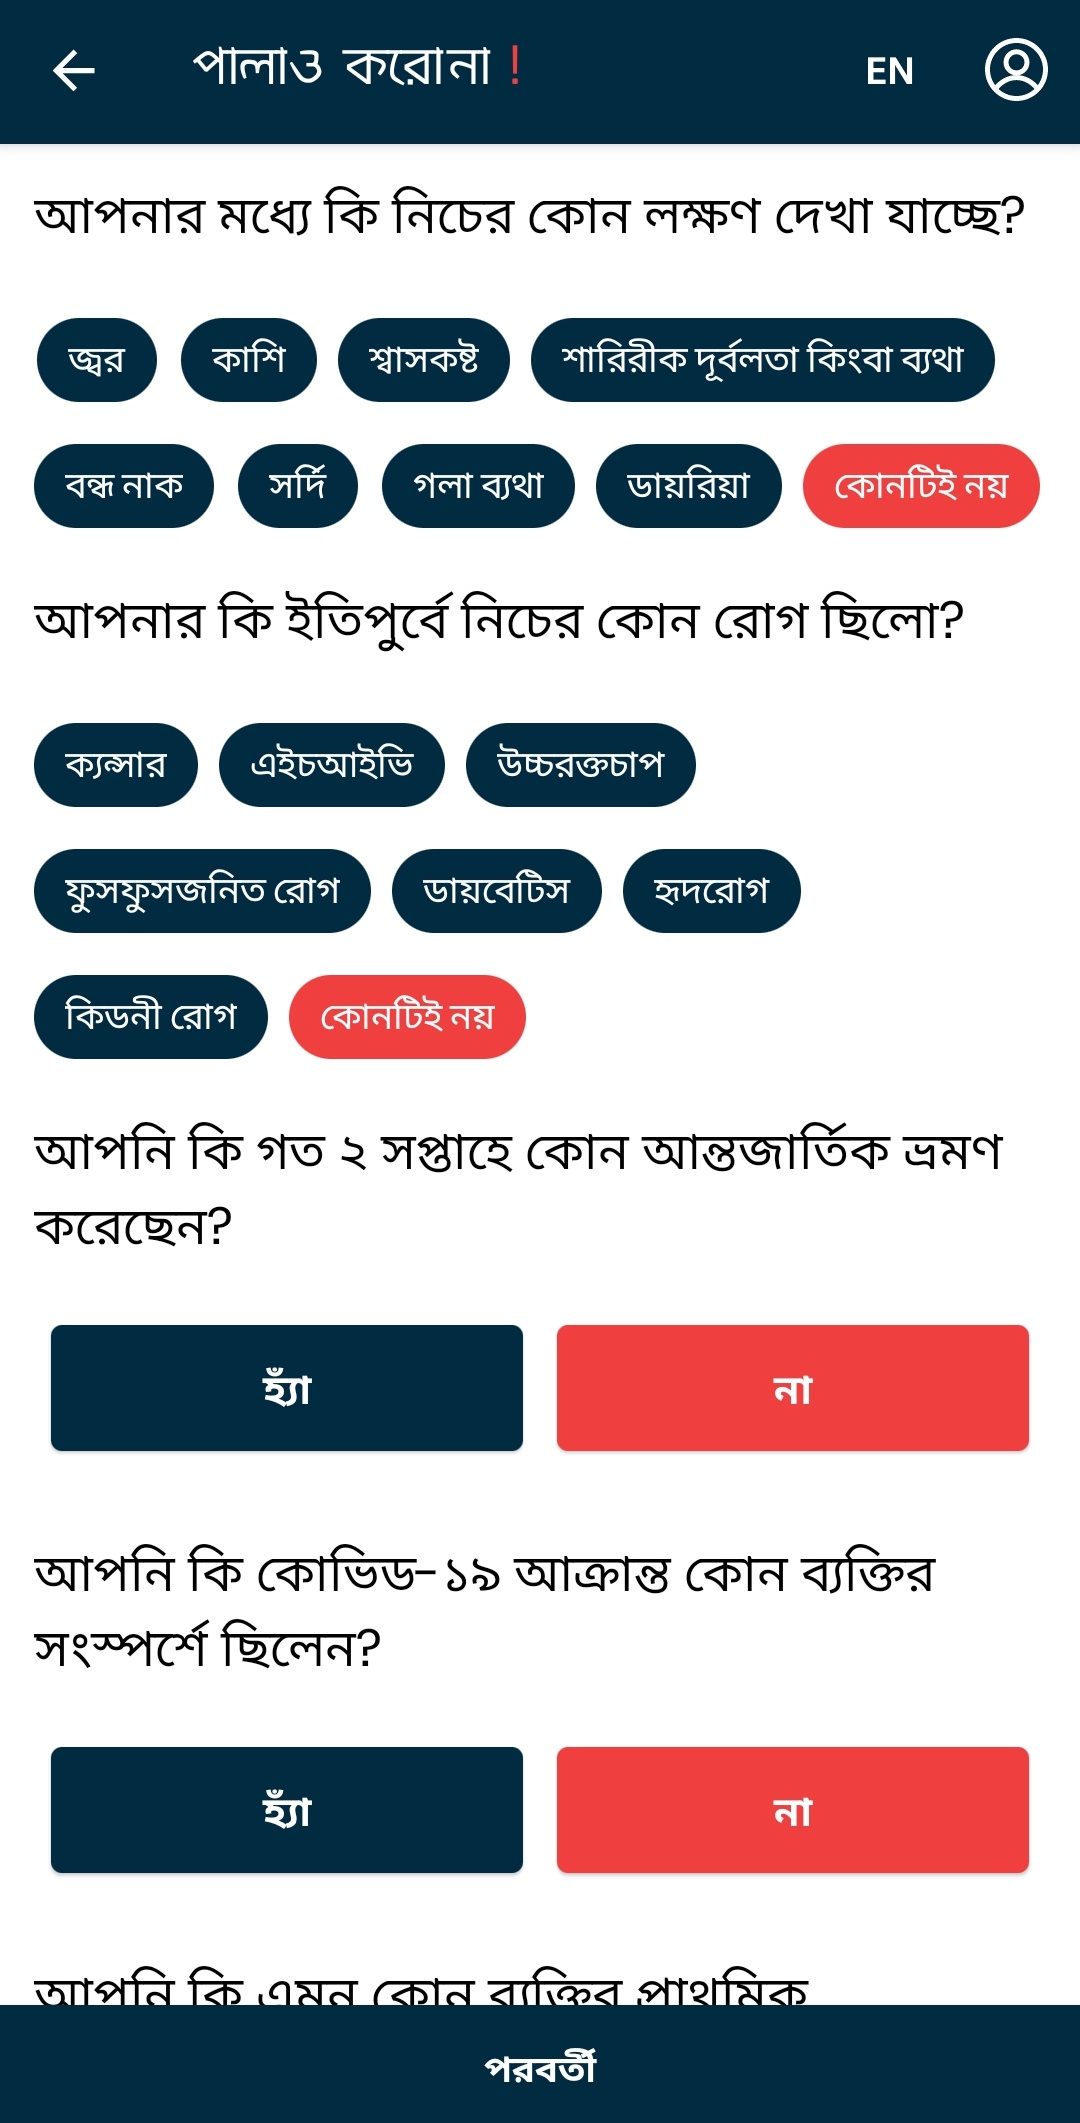 পালাও করোনা !
EN
আপনার মধ্যে কি নিচের কোন লক্ষণ দেখা যাচ্ছে?
জ্বর কাশি শ্বাসকষ্ট শারিরীক দূর্বলতা কিংবা ব্যথা
বন্ধ নাক সর্দি গলা ব্যথা ডায়রিয়া কোনটিই নয়
আপনার কি ইতিপুর্বে নিচের কোন রোগ ছিলো?
ক্যন্সার এইচআইভি উচ্চরক্তচাপ
ফুসফুসজনিত রোগ ডায়বেটিস হৃদরোগ
কিডনী রোগ কোনটিই নয়
আপনি কি গত ২ সপ্তাহে কোন আন্তজার্তিক ভ্রমণ
করেছেন?
হ্যাঁ না
আপনি কি কোভিড-১৯ আক্রান্ত কোন ব্যক্তির
সংস্পর্শে ছিলেন?
হ্যাঁ না
আপনি কি এমন কোন ব্যক্তির প্রাথমিক
পরবর্তী